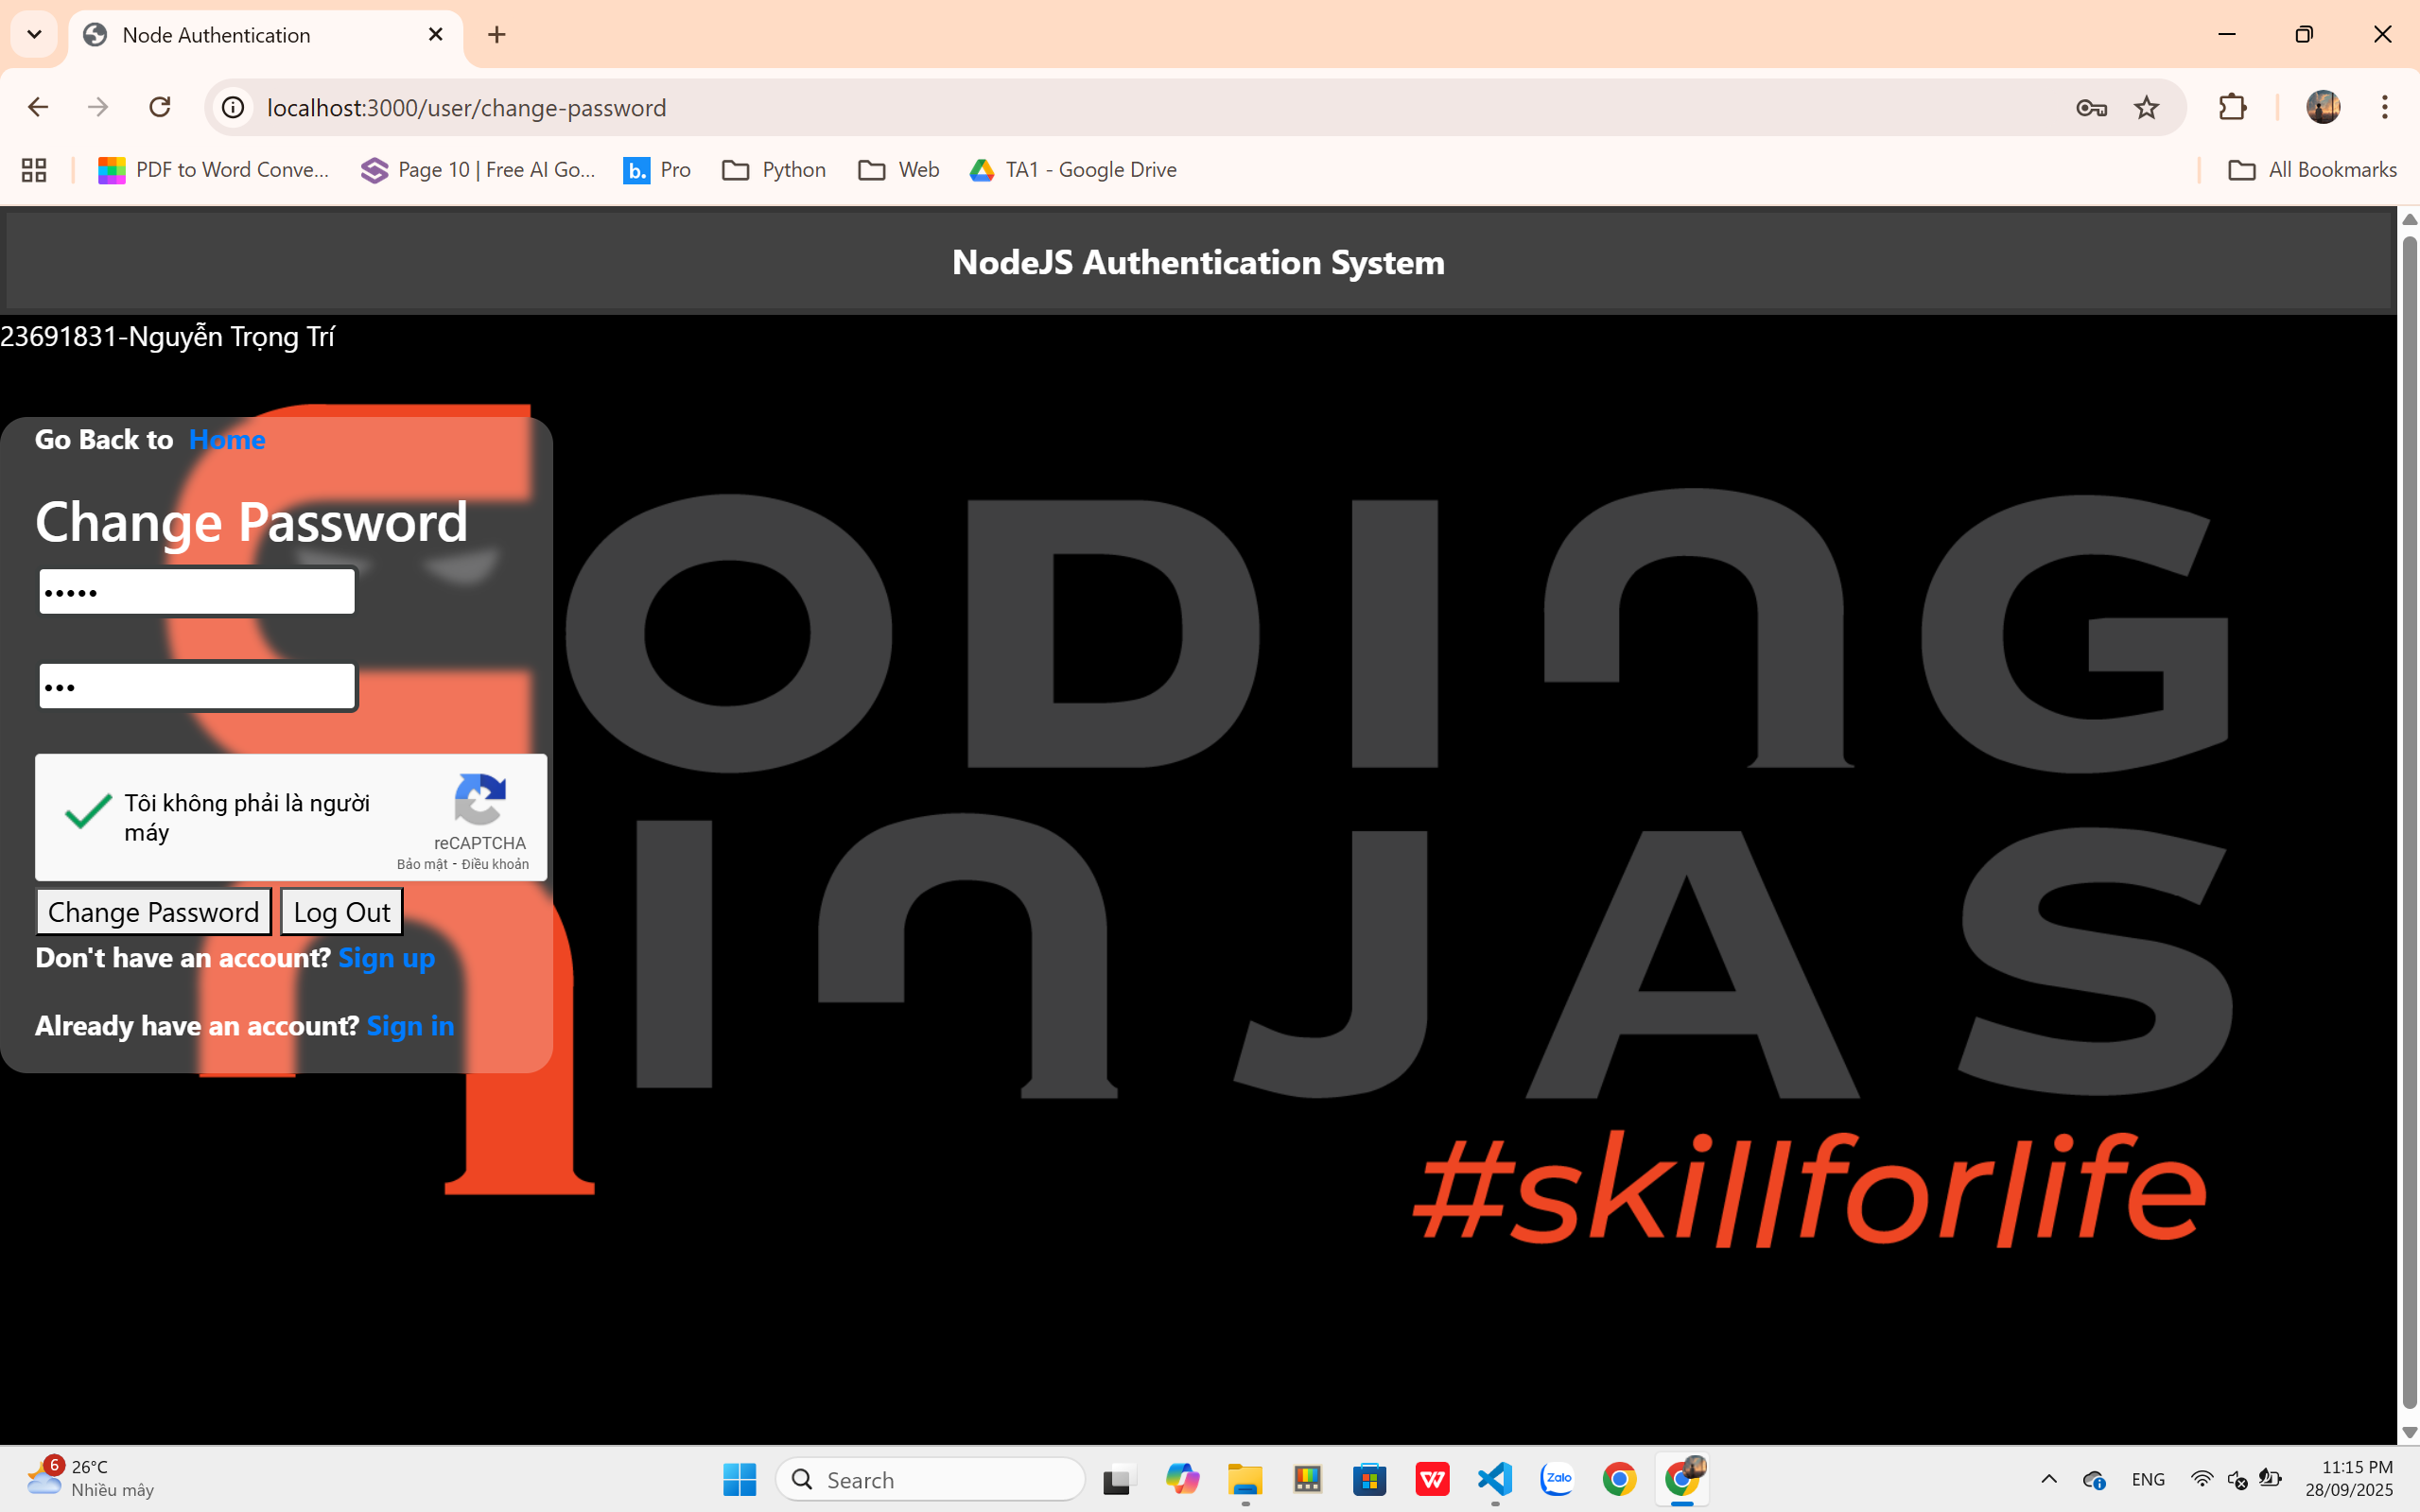 Node Authentication
localhost:3000/user/change-password
PDF to Word Conve...
Page 10 | Free AI Go...
b. Pro
Python
Web
TA1 - Google Drive
All Bookmarks
NodeJS Authentication System
23691831-Nguyễn Trọng Trí
Go Back to Home
Change Password
•••••
•••
Tôi không phải là người
máy
reCAPTCHA
Bảo mật - Điều khoản
Change Password
Log Out
Don't have an account? Sign up
Already have an account? Sign in
CODING
NINJAS
#skillforlife
6
26°C
Nhiều mây
Search
Zalo
ENG
11:15 PM
28/09/2025